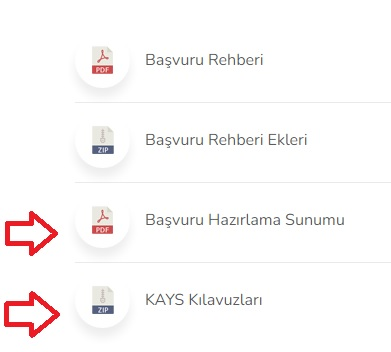 PDF
Başvuru Rehberi
ZIP
Başvuru Rehberi Ekleri
PDF
Başvuru Hazırlama Sunumu
ZIP
KAYS Kılavuzları